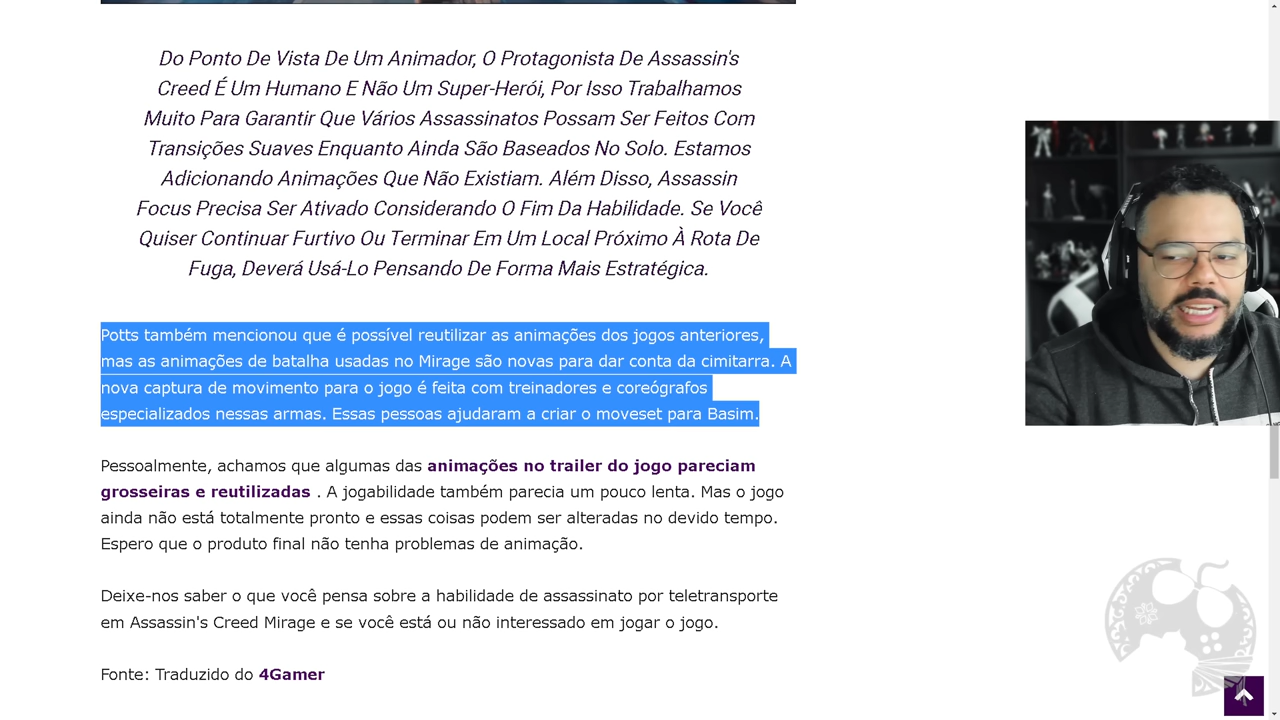 Do Ponto De Vista De Um Animador, O Protagonista De Assassin's
Creed É Um Humano E Não Um Super-Herói, Por Isso Trabalhamos
Muito Para Garantir Que Vários Assassinatos Possam Ser Feitos Com
Transições Suaves Enquanto Ainda São Baseados No Solo. Estamos
Adicionando Animações Que Não Existiam. Além Disso, Assassin
Focus Precisa Ser Ativado Considerando O Fim Da Habilidade. Se Você
Quiser Continuar Furtivo Ou Terminar Em Um Local Próximo À Rota De
Fuga, Deverá Usá-Lo Pensando De Forma Mais Estratégica.
Potts também mencionou que é possível reutilizar as animações dos jogos anteriores,
mas as animações de batalha usadas no Mirage são novas para dar conta da cimitarra. A
nova captura de movimento para o jogo é feita com treinadores e coreógrafos
especializados nessas armas. Essas pessoas ajudaram a criar o moveset para Basim.
Pessoalmente, achamos que algumas das animações no trailer do jogo pareciam
grosseiras e reutilizadas . A jogabilidade também parecia um pouco lenta. Mas o jogo
ainda não está totalmente pronto e essas coisas podem ser alteradas no devido tempo.
Espero que o produto final não tenha problemas de animação.
Deixe-nos saber o que você pensa sobre a habilidade de assassinato por teletransporte
em Assassin's Creed Mirage e se você está ou não interessado em jogar o jogo.
Fonte: Traduzido do 4Gamer